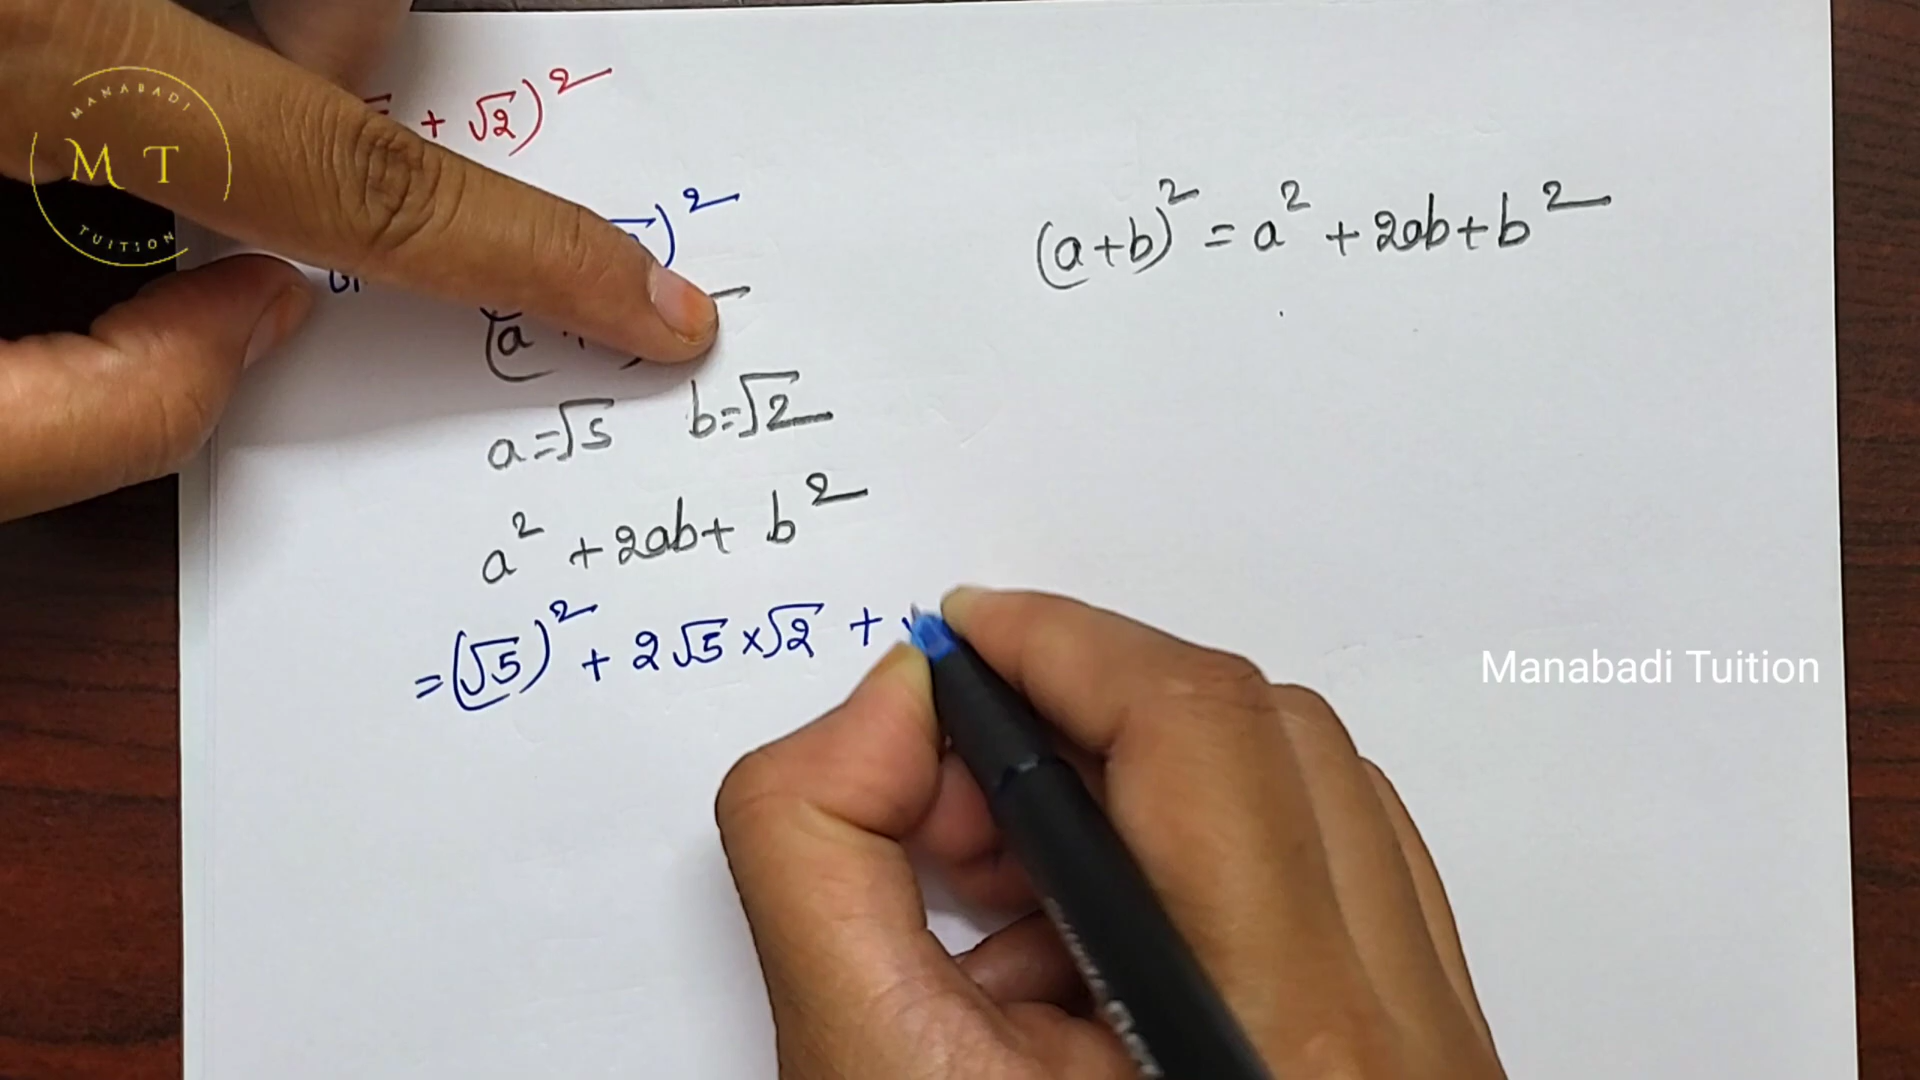 MANABADI
M T
TUITION
+ √2)²
)²
(a+b)² = a² + 2ab + b²
(a
a=√5 b=√2
a² + 2ab + b²
= (√5)² + 2√5 × √2 +
Manabadi Tuition